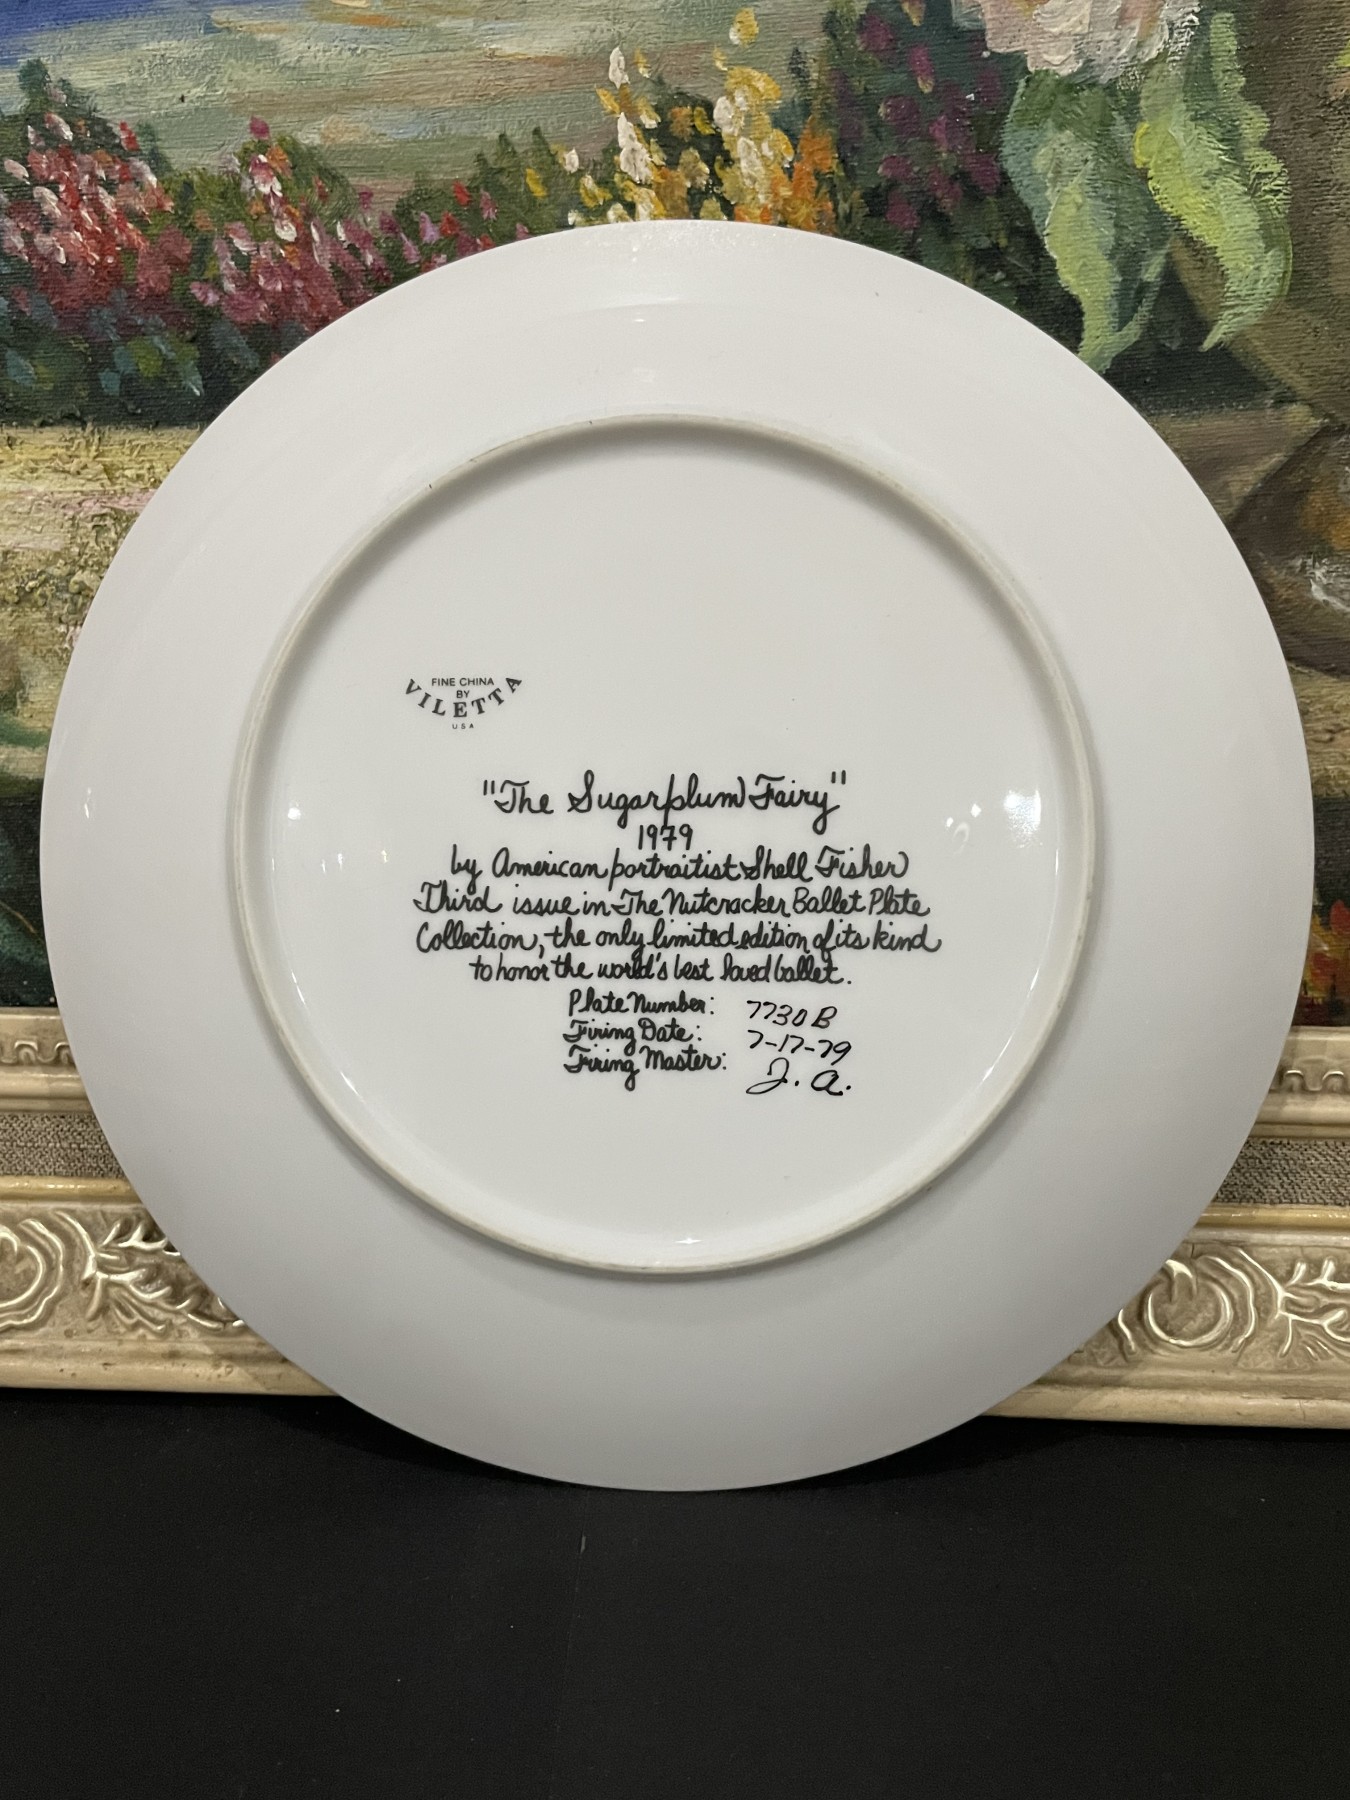 FINE CHINA
BY
VILETTA
USA
"The Sugarplum Fairy"
1979
by American portraitist Shell Fisher
Third issue in The Nutcracker Ballet Plate
Collection, the only limited edition of its kind
to honor the world's best loved ballet.
Plate Number: 7730B
Firing Date: 7-17-79
Firing Master: J.A.